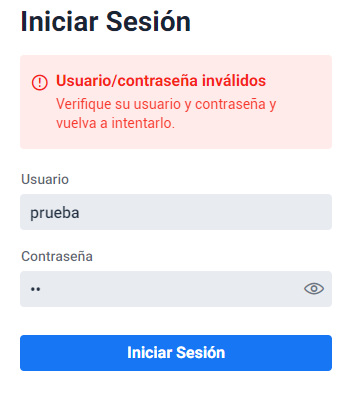 Iniciar Sesión
Usuario/contraseña inválidos
Verifique su usuario y contraseña y
vuelva a intentarlo.
Usuario
prueba
Contraseña
••
Iniciar Sesión